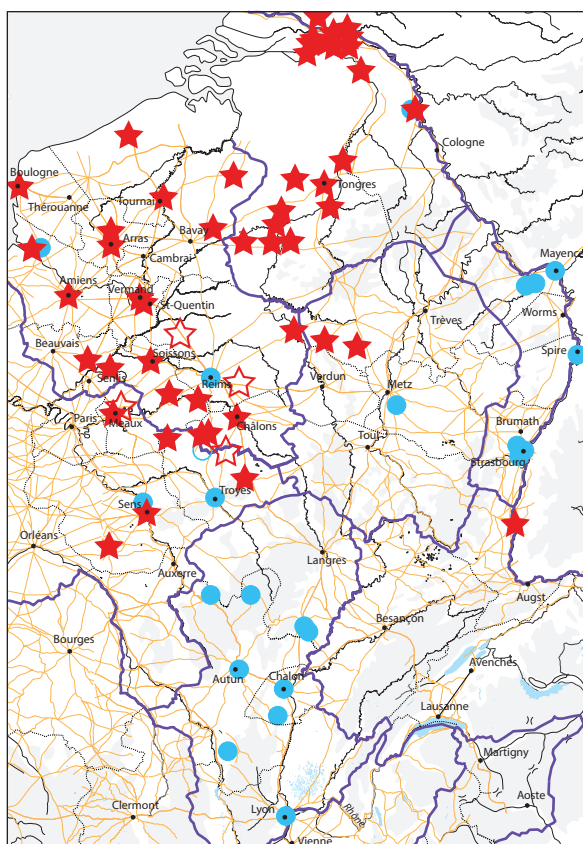 Cologne
Boulogne
Tongres
Thérouanne
Tournai
Arras
Bavay
Cambrai
Mayence
Amiens
Vermand
St-Quentin
Trèves
Worms
Beauvais
Soissons
Spire
Senlis
Reims
Verdun
Metz
Paris
Meaux
Châlons
Brumath
Toul
Strasbourg
Troyes
Sens
Orléans
Langres
Auxerre
Augst
Besançon
Bourges
Avenches
Autun
Chalon
Lausanne
Martigny
Clermont
Lyon
Rhône
Aoste
Vienne